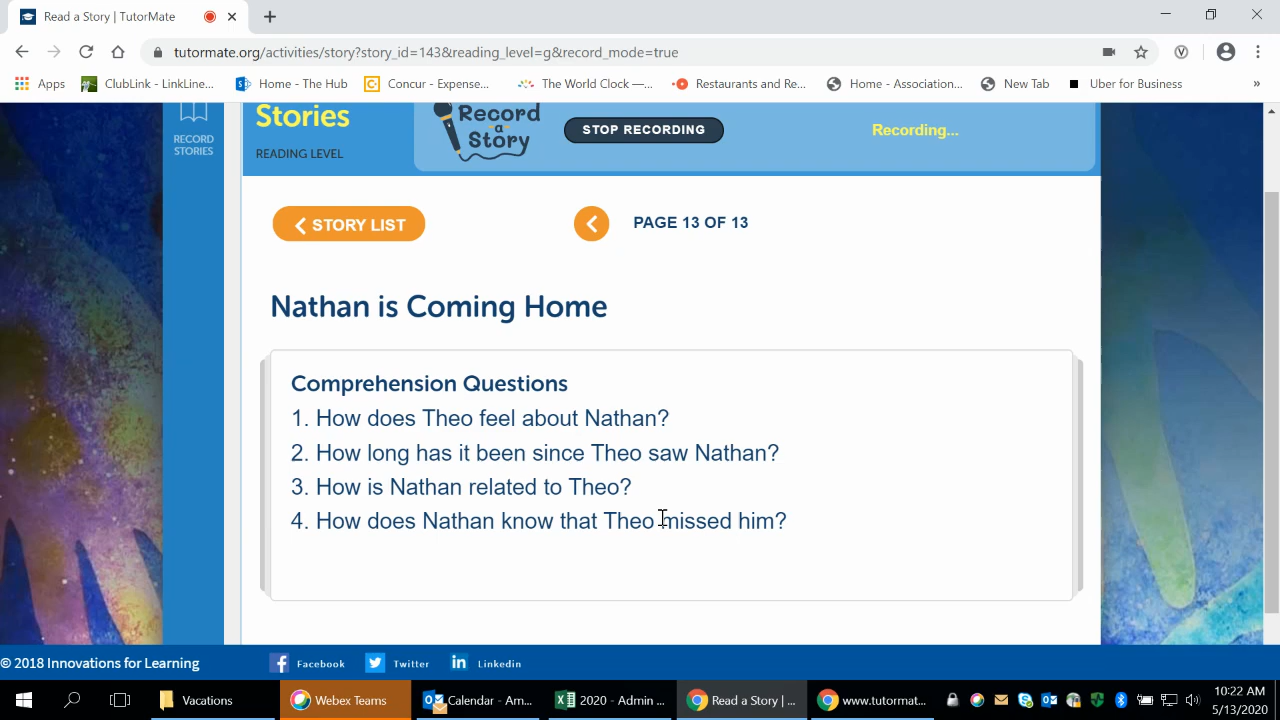 Read a Story | TutorMate
tutormate.org/activities/story?story_id=143&reading_level=g&record_mode=true
Apps ClubLink - LinkLine... Home - The Hub Concur - Expense... The World Clock —... Restaurants and Re... Home - Association... New Tab Uber for Business »
Stories
READING LEVEL
RECORD
STORIES
Record
a
Story
STOP RECORDING
Recording...
STORY LIST
PAGE 13 OF 13
Nathan is Coming Home
Comprehension Questions
1. How does Theo feel about Nathan?
2. How long has it been since Theo saw Nathan?
3. How is Nathan related to Theo?
4. How does Nathan know that Theo missed him?
© 2018 Innovations for Learning Facebook Twitter Linkedin
Vacations Webex Teams Calendar - Am... 2020 - Admin ... Read a Story | ... www.tutormat...
10:22 AM
5/13/2020